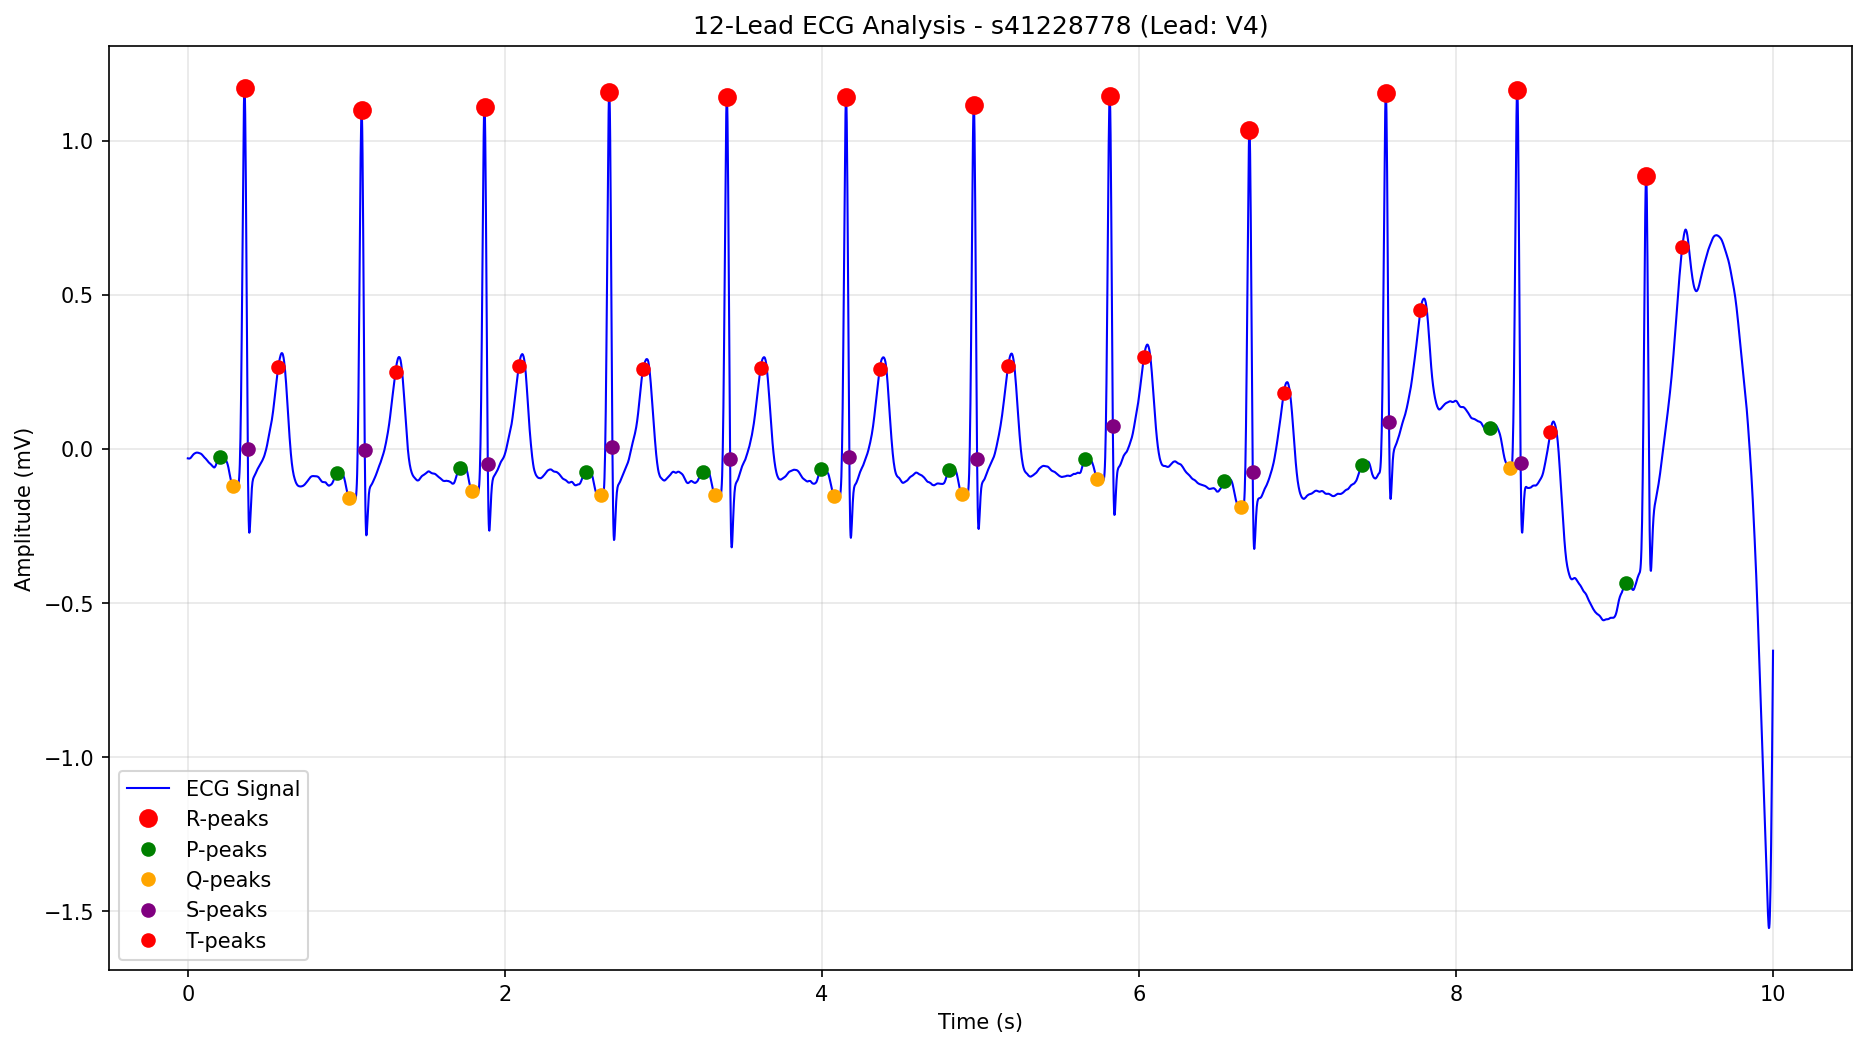 12-Lead ECG Analysis - s41228778 (Lead: V4)
1.0
0.5
0.0
−0.5
−1.0
−1.5
Amplitude (mV)
ECG Signal
R-peaks
P-peaks
Q-peaks
S-peaks
T-peaks
0 2 4 6 8 10
Time (s)